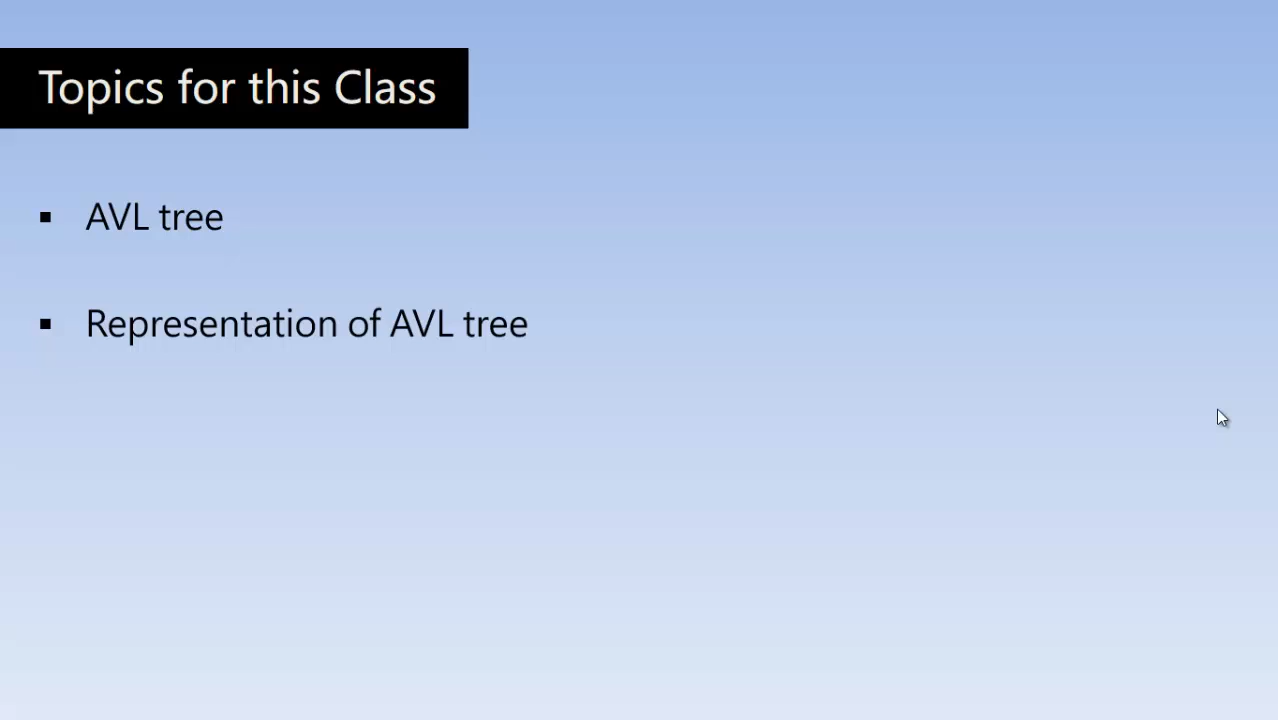 Topics for this Class
▪ AVL tree
▪ Representation of AVL tree